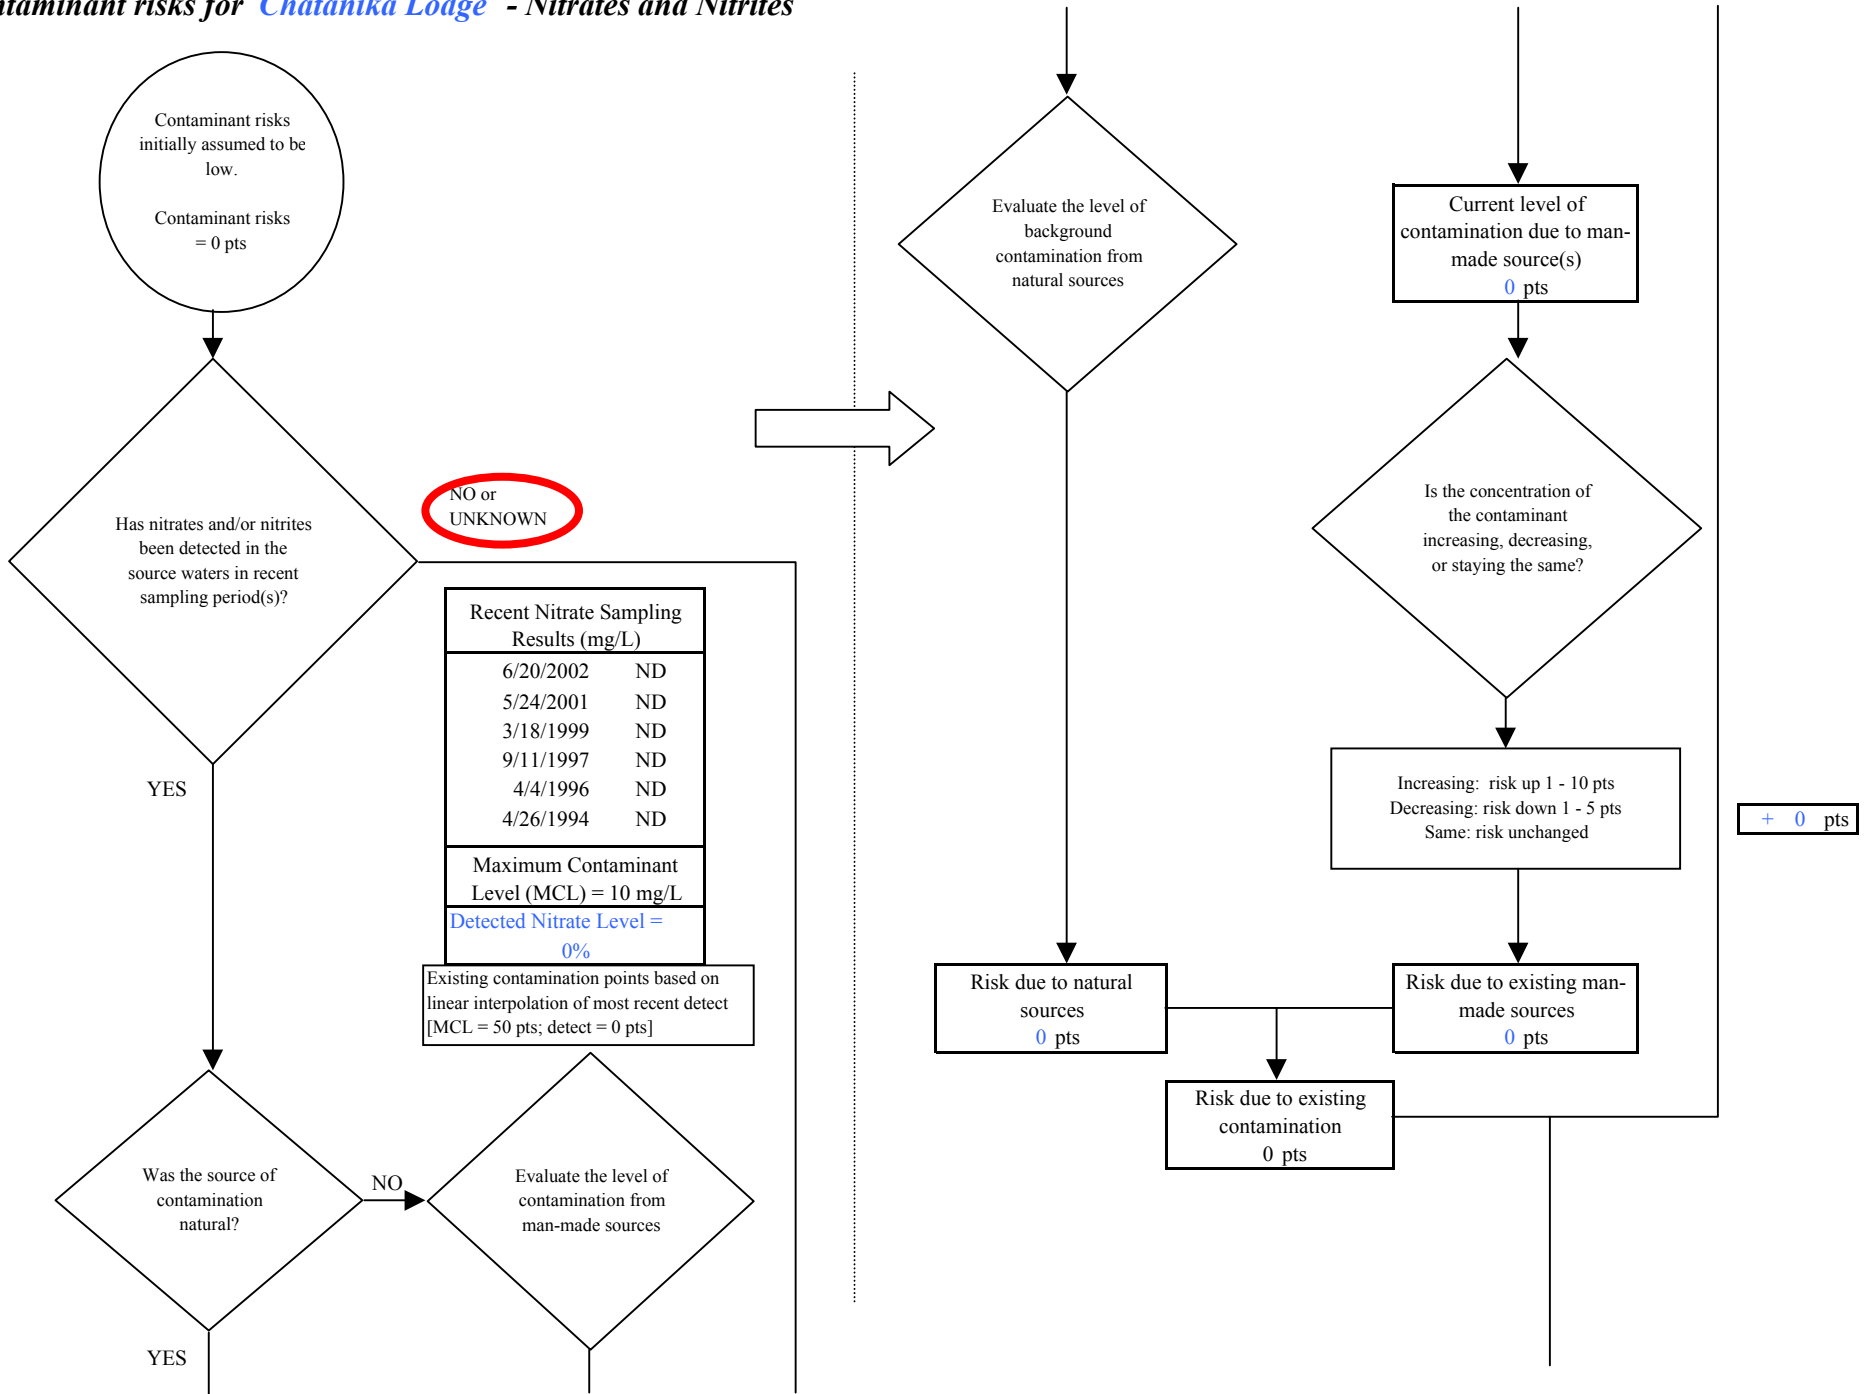 ntaminant risks for Chatanika Lodge - Nitrates and Nitrites
Contaminant risks
initially assumed to be
low.
Contaminant risks
= 0 pts
Has nitrates and/or nitrites
been detected in the
source waters in recent
sampling period(s)?
NO or
UNKNOWN
YES
Recent Nitrate Sampling
Results (mg/L)
6/20/2002 ND
5/24/2001 ND
3/18/1999 ND
9/11/1997 ND
4/4/1996 ND
4/26/1994 ND
Maximum Contaminant
Level (MCL) = 10 mg/L
Detected Nitrate Level =
0%
Existing contamination points based on
linear interpolation of most recent detect
[MCL = 50 pts; detect = 0 pts]
Was the source of
contamination
natural?
NO
YES
Evaluate the level of
contamination from
man-made sources
Evaluate the level of
background
contamination from
natural sources
Current level of
contamination due to man-
made source(s)
0 pts
Is the concentration of
the contaminant
increasing, decreasing,
or staying the same?
Increasing: risk up 1 - 10 pts
Decreasing: risk down 1 - 5 pts
Same: risk unchanged
+ 0 pts
Risk due to natural
sources
0 pts
Risk due to existing man-
made sources
0 pts
Risk due to existing
contamination
0 pts